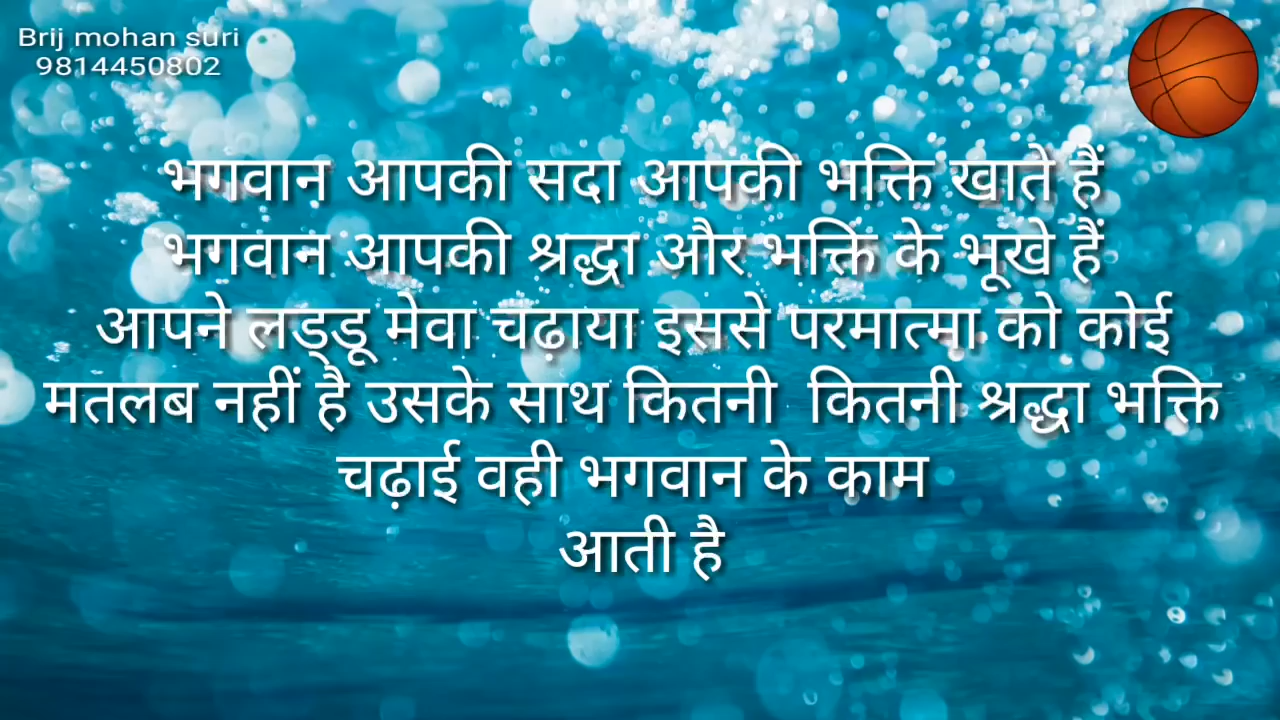 Brij mohan suri
9814450802
भगवान आपकी सदा आपकी भक्ति खाते हैं
भगवान आपकी श्रद्धा और भक्ति के भूखे हैं
आपने लड्डू मेवा चढ़ाया इससे परमात्मा को कोई
मतलब नहीं है उसके साथ कितनी कितनी श्रद्धा भक्ति
चढ़ाई वही भगवान के काम
आती है